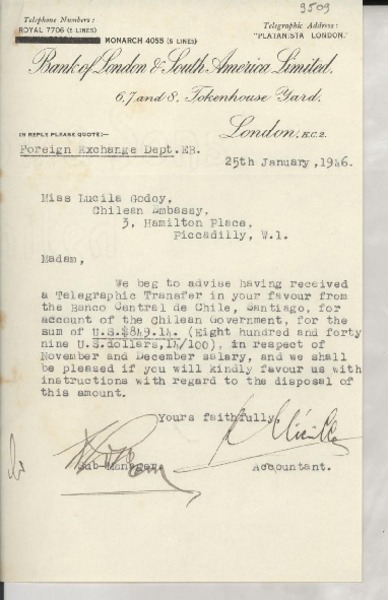 3509
Telephone Numbers:
ROYAL 7706 (5 LINES)
MONARCH 4055 (5 LINES)
Telegraphic Address:
"PLATANISTA LONDON."
Bank of London & South America Limited.
6, 7 and 8, Tokenhouse Yard,
London, E.C.2.
IN REPLY PLEASE QUOTE:—
Foreign Exchange Dept. EB.
25th January, 1946.
Miss Lucila Godoy,
Chilean Embassy,
3, Hamilton Place,
Piccadilly, W.1.
Madam,
We beg to advise having received
a Telegraphic Transfer in your favour from
the Banco Central de Chile, Santiago, for
account of the Chilean Government, for the
sum of U.S.$849.14. (Eight hundred and forty
nine U.S.dollars,14/100), in respect of
November and December salary, and we shall
be pleased if you will kindly favour us with
instructions with regard to the disposal of
this amount.
Yours faithfully,
Sub-Manager. Accountant.